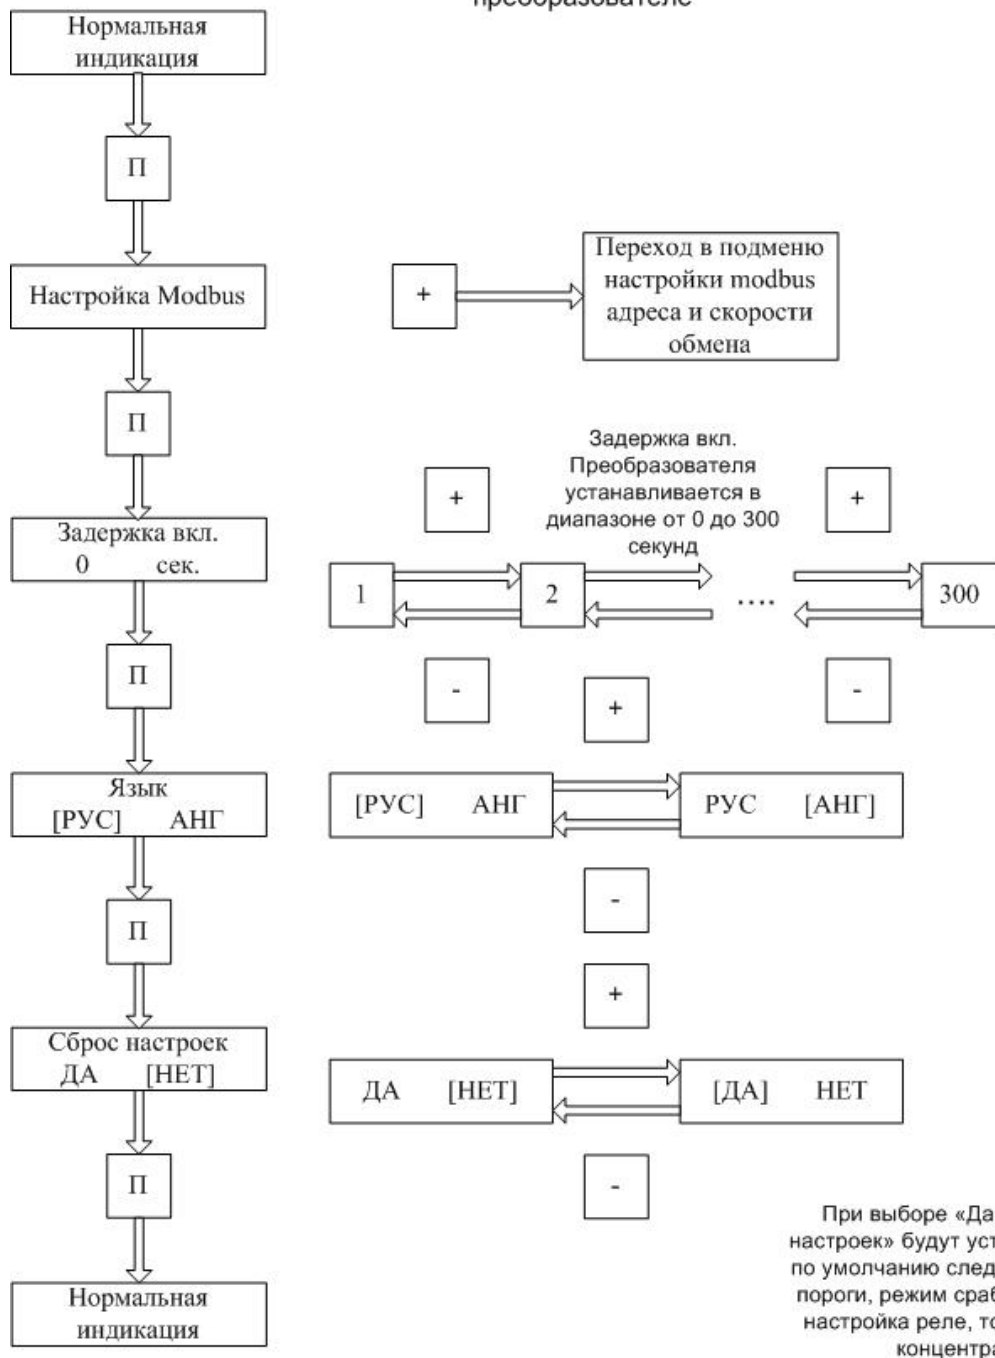 преобразователе
Нормальная
индикация
П
Настройка Modbus
+
Переход в подменю
настройки modbus
адреса и скорости
обмена
П
Задержка вкл.
Преобразователя
устанавливается в
диапазоне от 0 до 300
секунд
+
+
Задержка вкл.
0 сек.
1
2
....
300
П
-
-
+
Язык
[РУС] АНГ
[РУС] АНГ
РУС [АНГ]
-
П
+
Сброс настроек
ДА [НЕТ]
ДА [НЕТ]
[ДА] НЕТ
-
П
Нормальная
индикация
При выборе «Да
настроек» будут уст
по умолчанию след
пороги, режим сраб
настройка реле, то
концентра